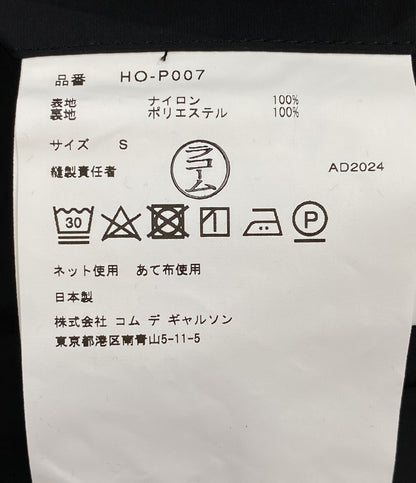 品番 HO-P007
表地 ナイロン 100%
裏地 ポリエステル 100%
サイズ S
縫製責任者 ラコーム AD2024
30 P
ネット使用 あて布使用
日本製
株式会社 コム デ ギャルソン
東京都港区南青山5-11-5